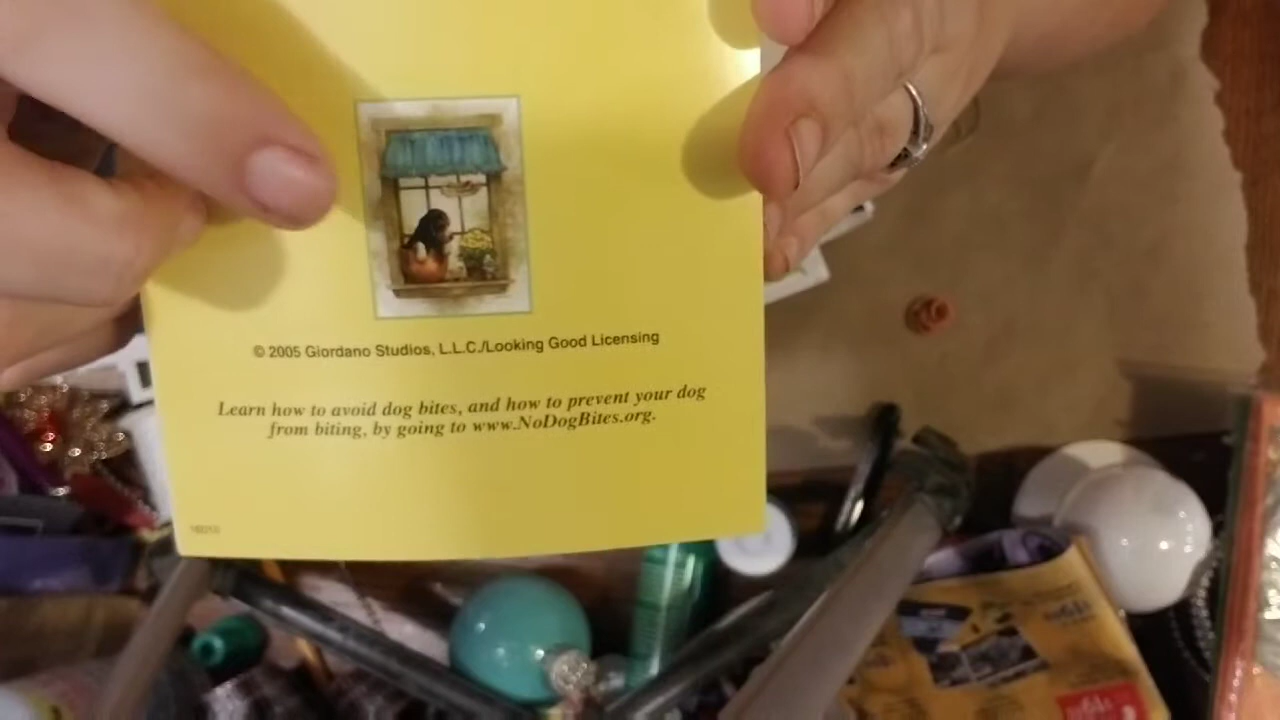 © 2005 Giordano Studios, L.L.C./Looking Good Licensing
Learn how to avoid dog bites, and how to prevent your dog
from biting, by going to www.NoDogBites.org.